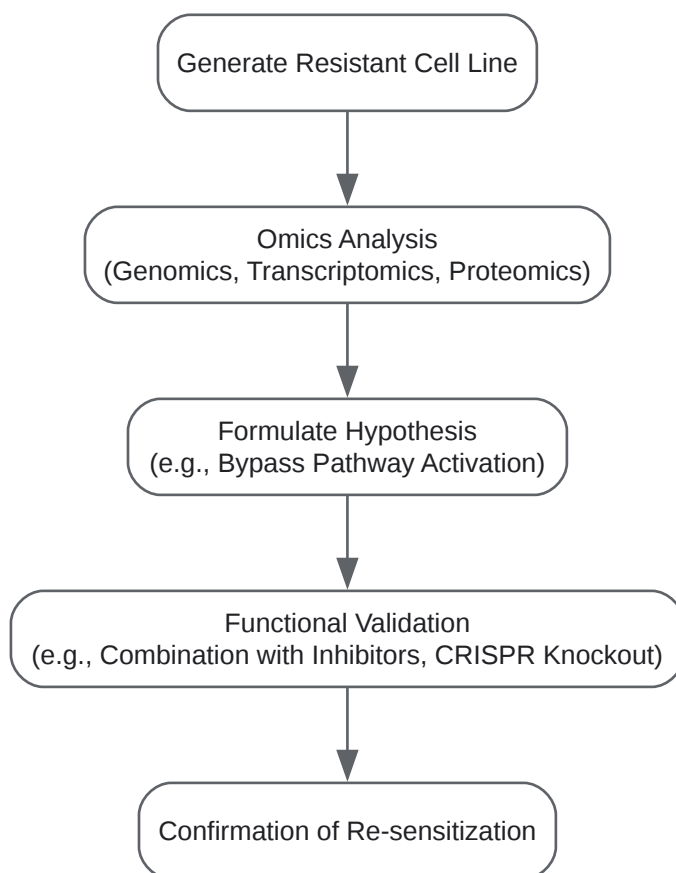 Generate Resistant Cell Line
Omics Analysis
(Genomics, Transcriptomics, Proteomics)
Formulate Hypothesis
(e.g., Bypass Pathway Activation)
Functional Validation
(e.g., Combination with Inhibitors, CRISPR Knockout)
Confirmation of Re-sensitization